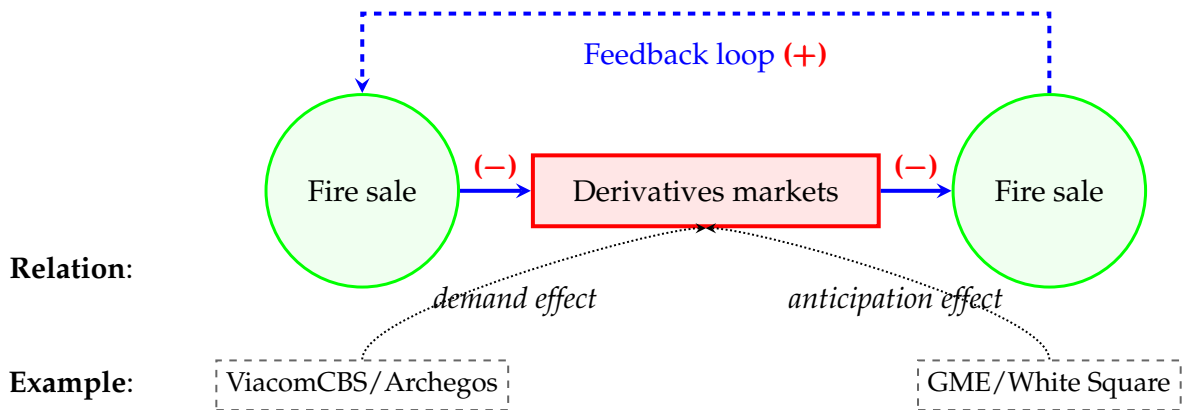 Feedback loop (+)
(−)
(−)
Fire sale
Derivatives markets
Fire sale
Relation:
demand effect
anticipation effect
Example:
ViacomCBS/Archegos
GME/White Square